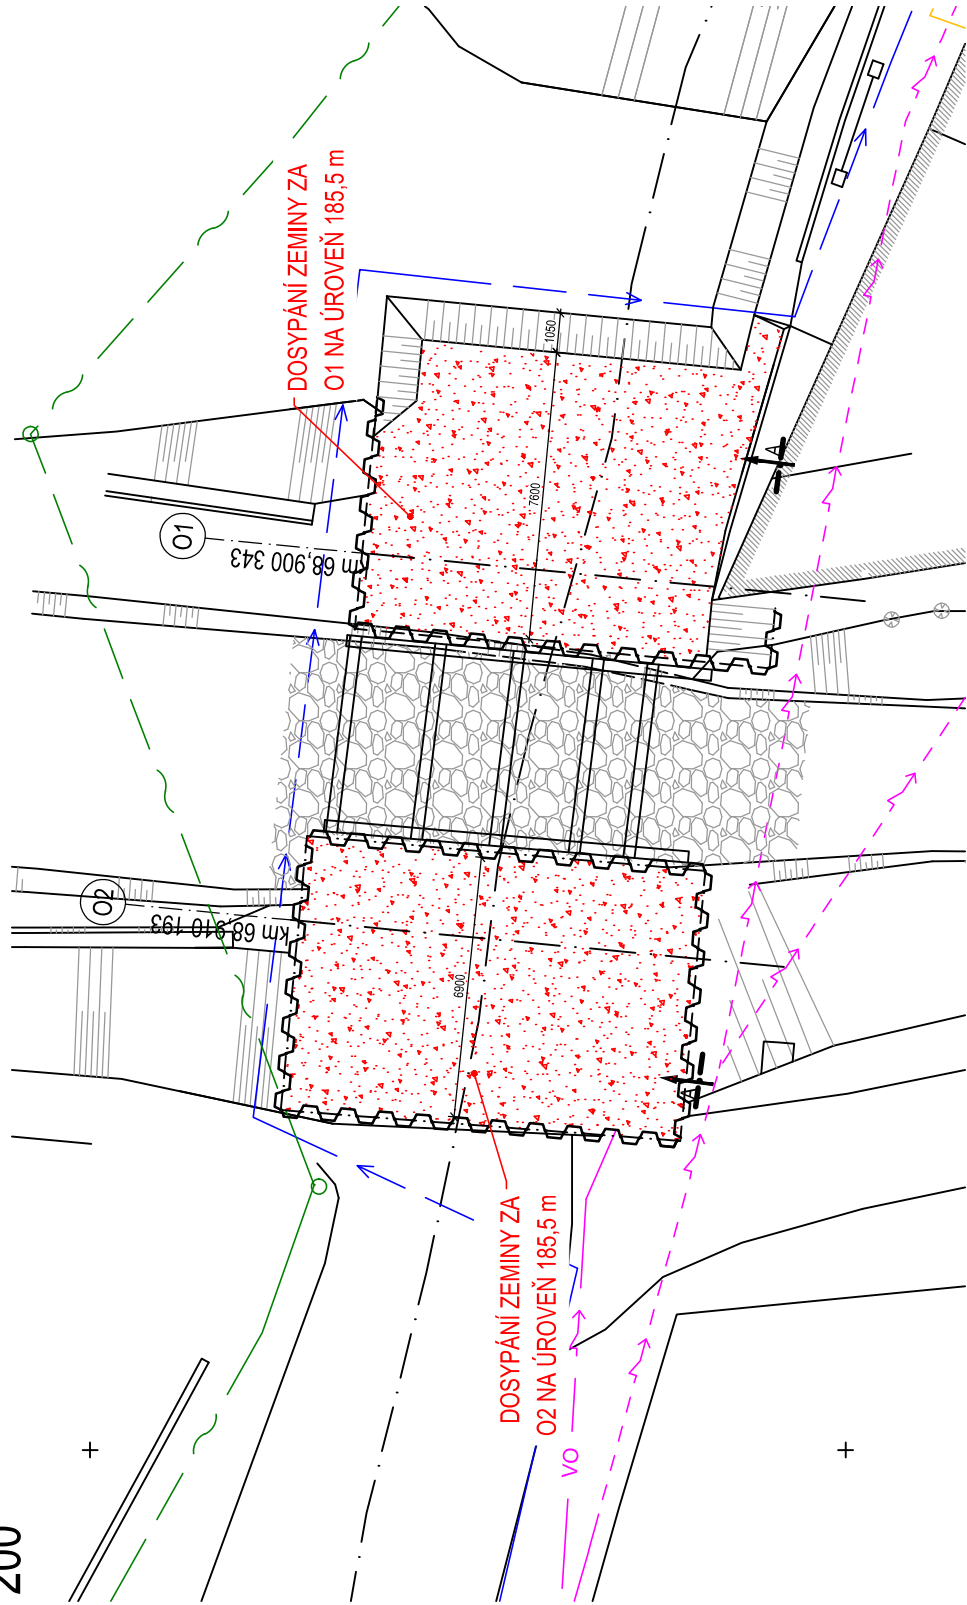 DOSYPÁNÍ ZEMINY ZA
O1 NA ÚROVEŇ 185,5 m
1050
7600
A
O1
km 68,900 343
O2
km 68,910 193
6900
A
DOSYPÁNÍ ZEMINY ZA
O2 NA ÚROVEŇ 185,5 m
VO
200